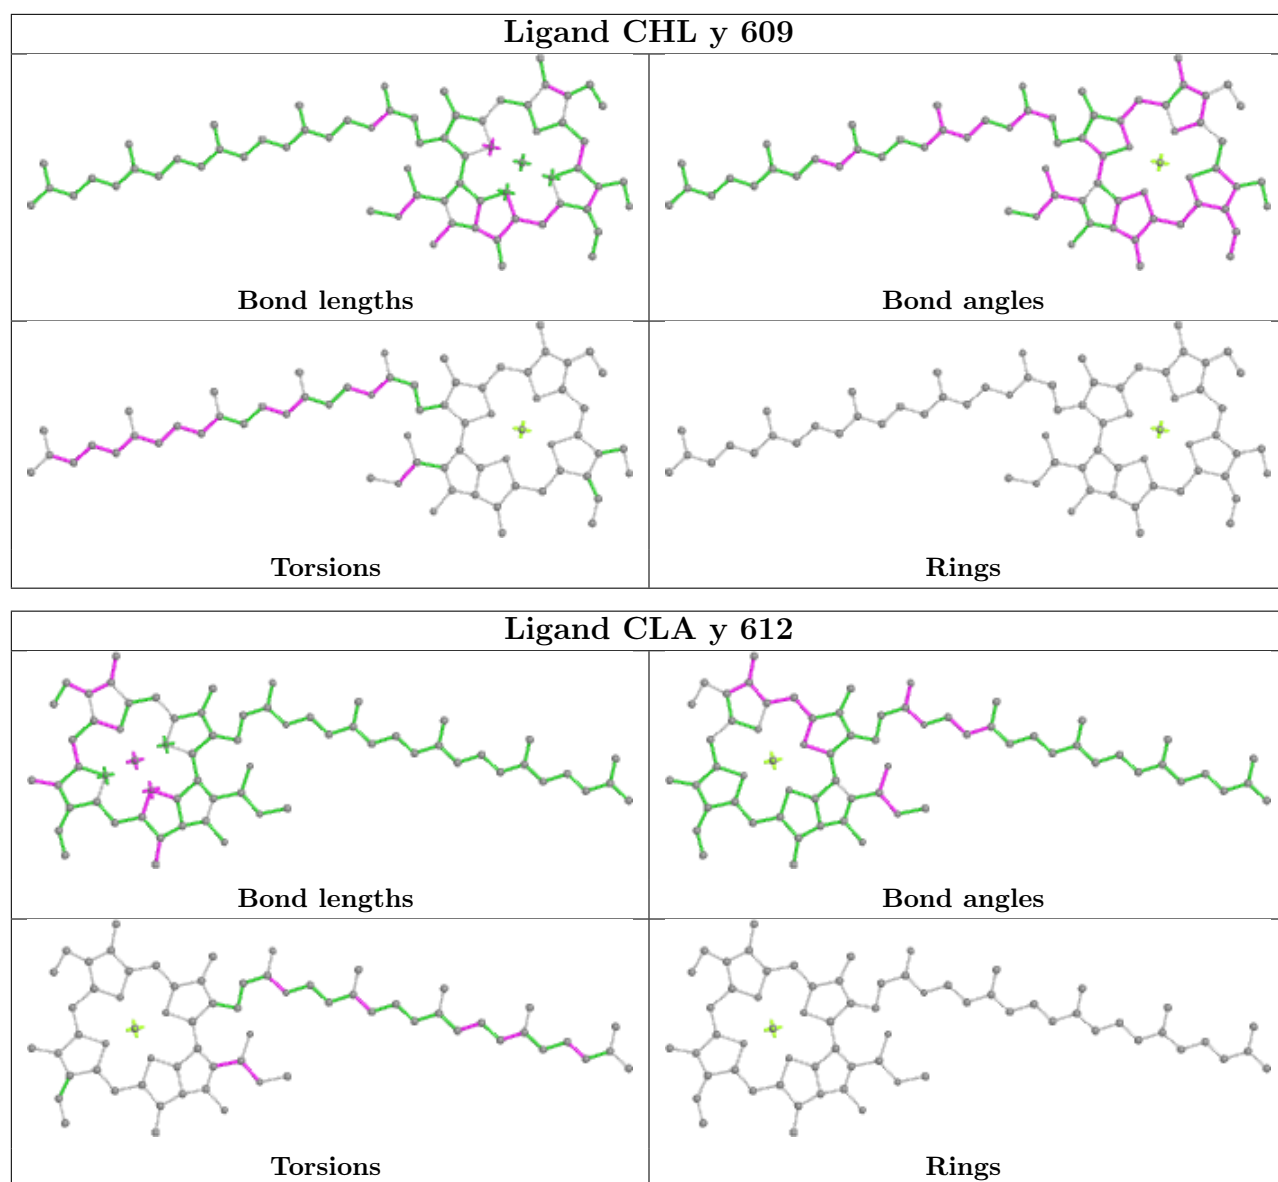 Ligand CHL y 609
Bond lengths
Bond angles
Torsions
Rings
Ligand CLA y 612
Bond lengths
Bond angles
Torsions
Rings